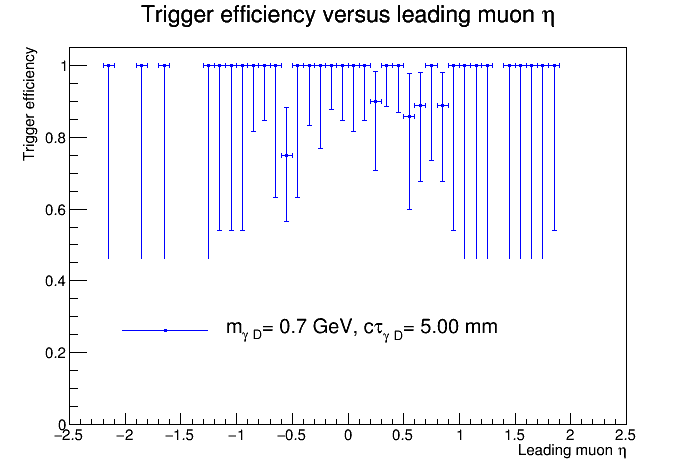 Trigger efficiency versus leading muon η
Trigger efficiency
1
0.8
0.6
0.4
0.2
0
m_γ D = 0.7 GeV, cτ_γ D = 5.00 mm
−2.5 −2 −1.5 −1 −0.5 0 0.5 1 1.5 2 2.5
Leading muon η